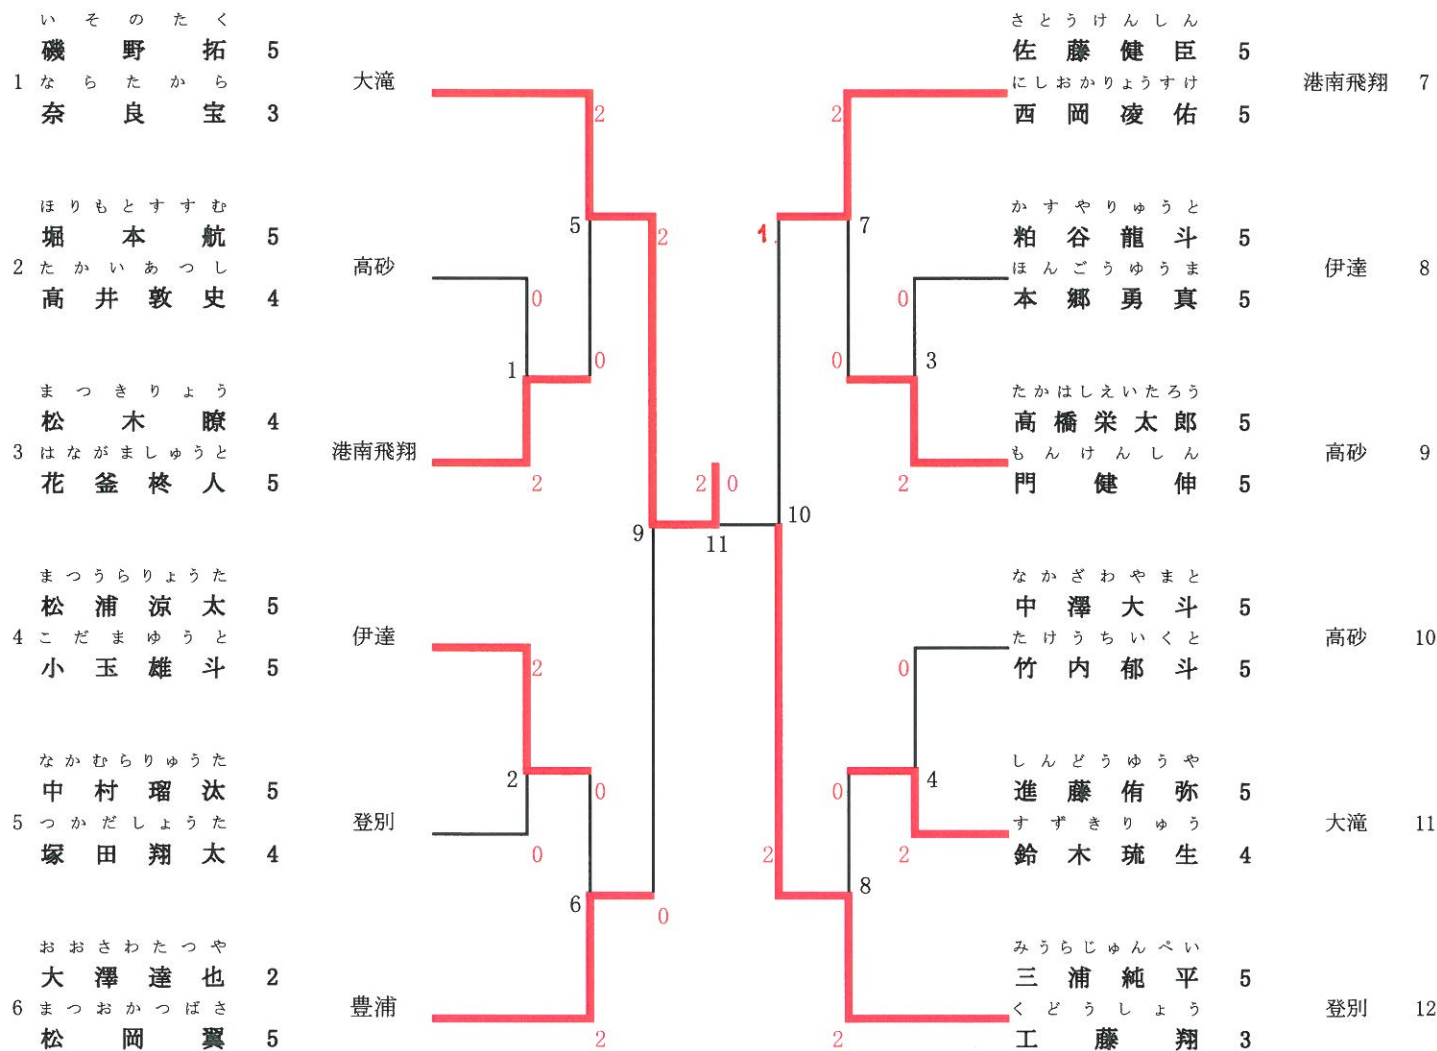 いそのたく
磯野拓 5
1 ならたから 大滝
奈良宝 3
ほりもとすすむ
堀本航 5
2 たかいあつし 高砂
高井敦史 4
まつきりょう
松木瞭 4
3 はながましゅうと 港南飛翔
花釜柊人 5
まつうらりょうた
松浦涼太 5
4 こだまゆうと 伊達
小玉雄斗 5
なかむらりゅうた
中村瑠汰 5
5 つかだしょうた 登別
塚田翔太 4
おおさわたつや
大澤達也 2
6 まつおかつばさ 豊浦
松岡翼 5
2
5
2
0
1
0
2
9
2
2
0
0
6
0
2
2 0
11
さとうけんしん
佐藤健臣 5
にしおかりょうすけ 港南飛翔 7
西岡凌佑 5
かすやりゅうと
粕谷龍斗 5
ほんごうゆうま 伊達 8
本郷勇真 5
たかはしえいたろう
高橋栄太郎 5
もんけんしん 高砂 9
門健伸 5
なかざわやまと
中澤大斗 5
たけうちいくと 高砂 10
竹内郁斗 5
しんどうゆうや
進藤侑弥 5
すずきりゅう 大滝 11
鈴木琉生 4
みうらじゅんぺい
三浦純平 5
くどうしょう 登別 12
工藤翔 3
2
1
7
0
0
3
2
10
0
0
4
2
2
8
2